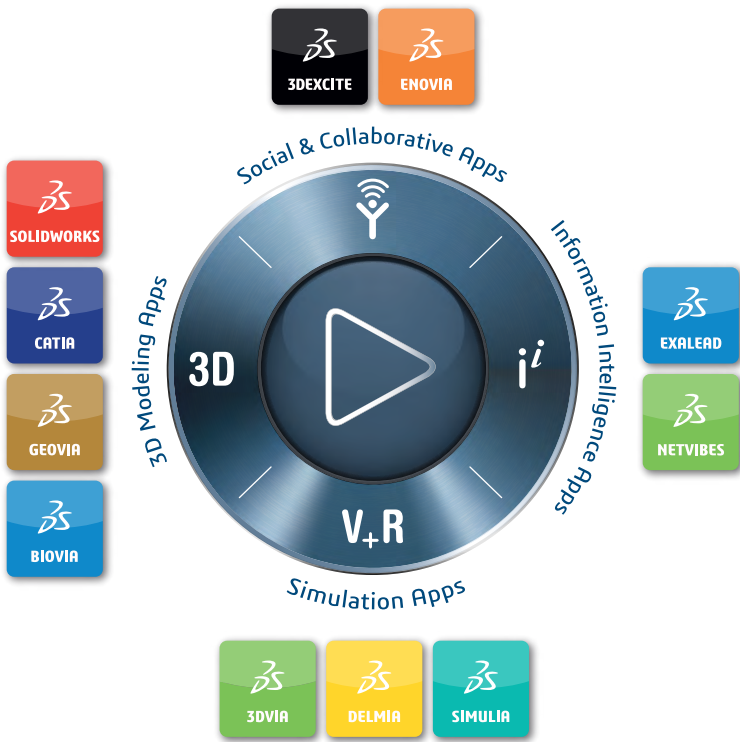 3DEXCITE
ENOVIA
Social & Collaborative Apps
SOLIDWORKS
CATIA
GEOVIA
BIOVIA
3D Modeling Apps
3D
i i
Information Intelligence Apps
EXALEAD
NETVIBES
V+R
Simulation Apps
3DVIA
DELMIA
SIMULIA